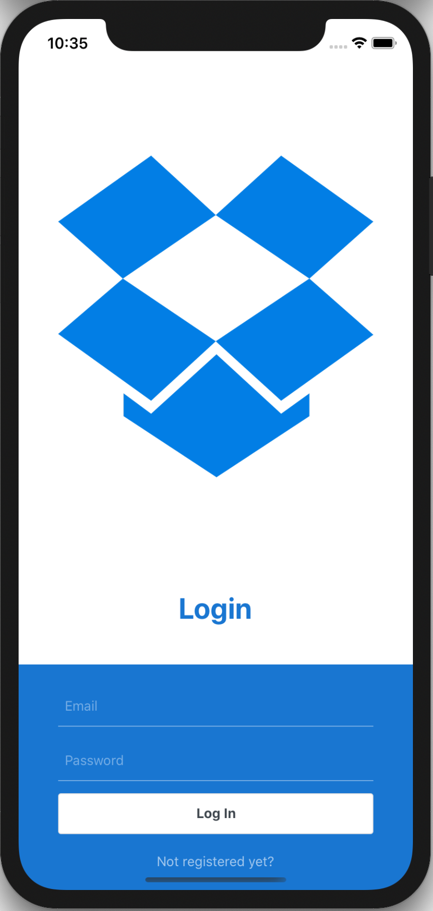 10:35
Login
Email
Password
Log In
Not registered yet?